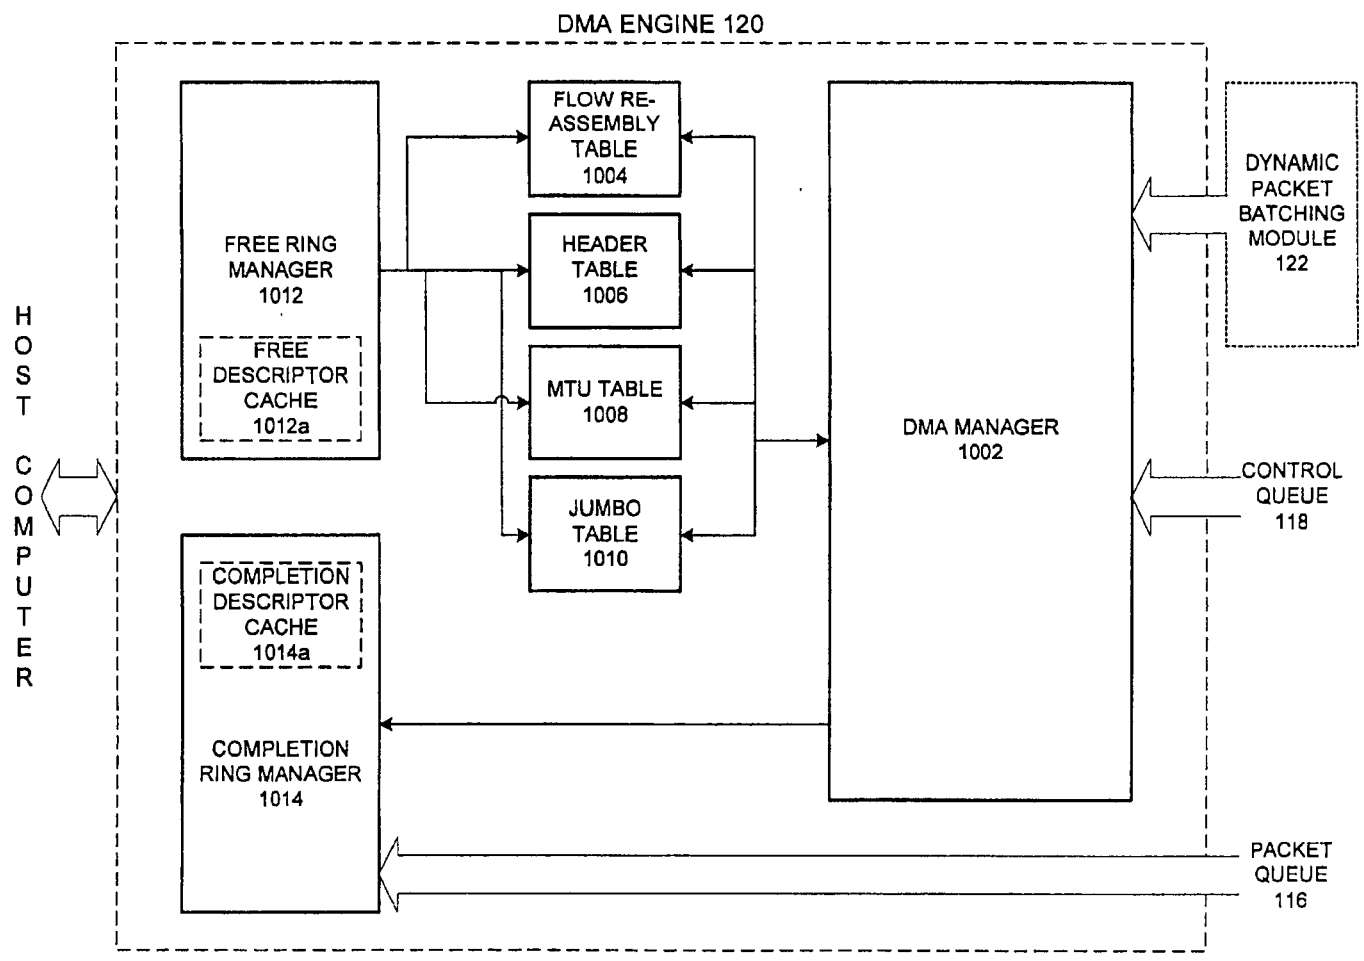 DMA ENGINE 120
HOST COMPUTER
FREE RING
MANAGER
1012
FREE
DESCRIPTOR
CACHE
1012a
COMPLETION
DESCRIPTOR
CACHE
1014a
COMPLETION
RING MANAGER
1014
FLOW RE-
ASSEMBLY
TABLE
1004
HEADER
TABLE
1006
MTU TABLE
1008
JUMBO
TABLE
1010
DMA MANAGER
1002
DYNAMIC
PACKET
BATCHING
MODULE
122
CONTROL
QUEUE
118
PACKET
QUEUE
116